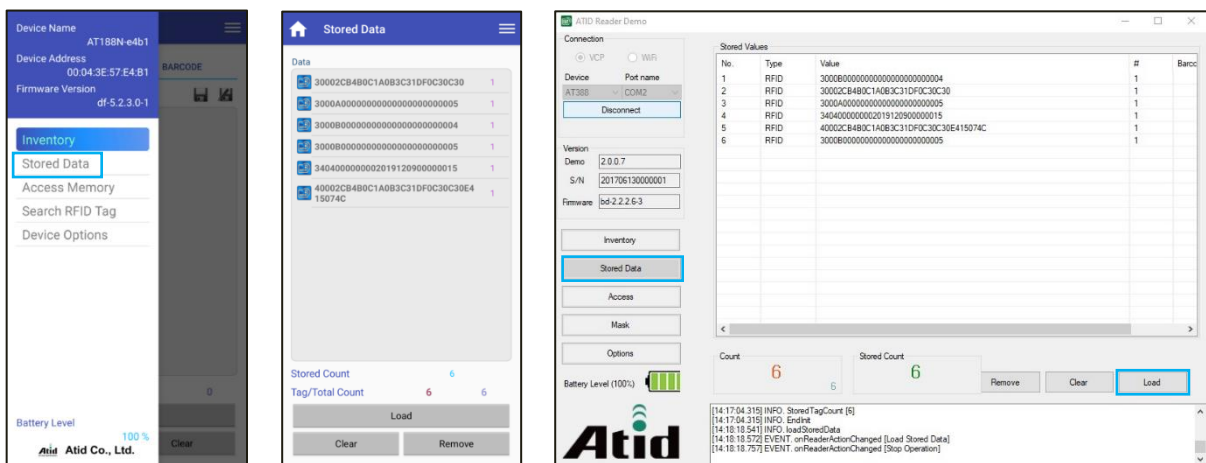 Device Name
AT188N-e4b1
Device Address
00:04:3E:57:E4:B1
Firmware Version
df-5.2.3.0-1
BARCODE
Inventory
Stored Data
Access Memory
Search RFID Tag
Device Options
0
Battery Level
100 %
Clear
Atid Atid Co., Ltd.
Stored Data
Data
30002CB4B0C1A0B3C31DF0C30C30 1
3000A00000000000000000000005 1
3000B00000000000000000000004 1
3000B00000000000000000000005 1
3404000000002019120900000015 1
40002CB4B0C1A0B3C31DF0C30C30E4
15074C 1
Stored Count 6
Tag/Total Count 6 6
Load
Clear Remove
ATID Reader Demo
Connection
VCP WiFi
Device Port name
AT388 COM2
Disconnect
Version
Demo 2.0.0.7
S/N 201706130000001
Firmware bd-2.2.2.6-3
Inventory
Stored Data
Access
Mask
Options
Battery Level (100%)
Atid
Stored Values
No. Type Value # Barcc
1 RFID 3000B00000000000000000000004 1
2 RFID 30002CB4B0C1A0B3C31DF0C30C30 1
3 RFID 3000A00000000000000000000005 1
4 RFID 3404000000002019120900000015 1
5 RFID 40002CB4B0C1A0B3C31DF0C30C30E415074C 1
6 RFID 3000B00000000000000000000005 1
Count Stored Count
6 6 6
Remove Clear Load
[14:17:04.315] INFO. StoredTagCount [6]
[14:17:04.315] INFO. EndInit
[14:18:18.541] INFO. loadStoredData
[14:18:18.572] EVENT. onReaderActionChanged [Load Stored Data]
[14:18:18.757] EVENT. onReaderActionChanged [Stop Operation]